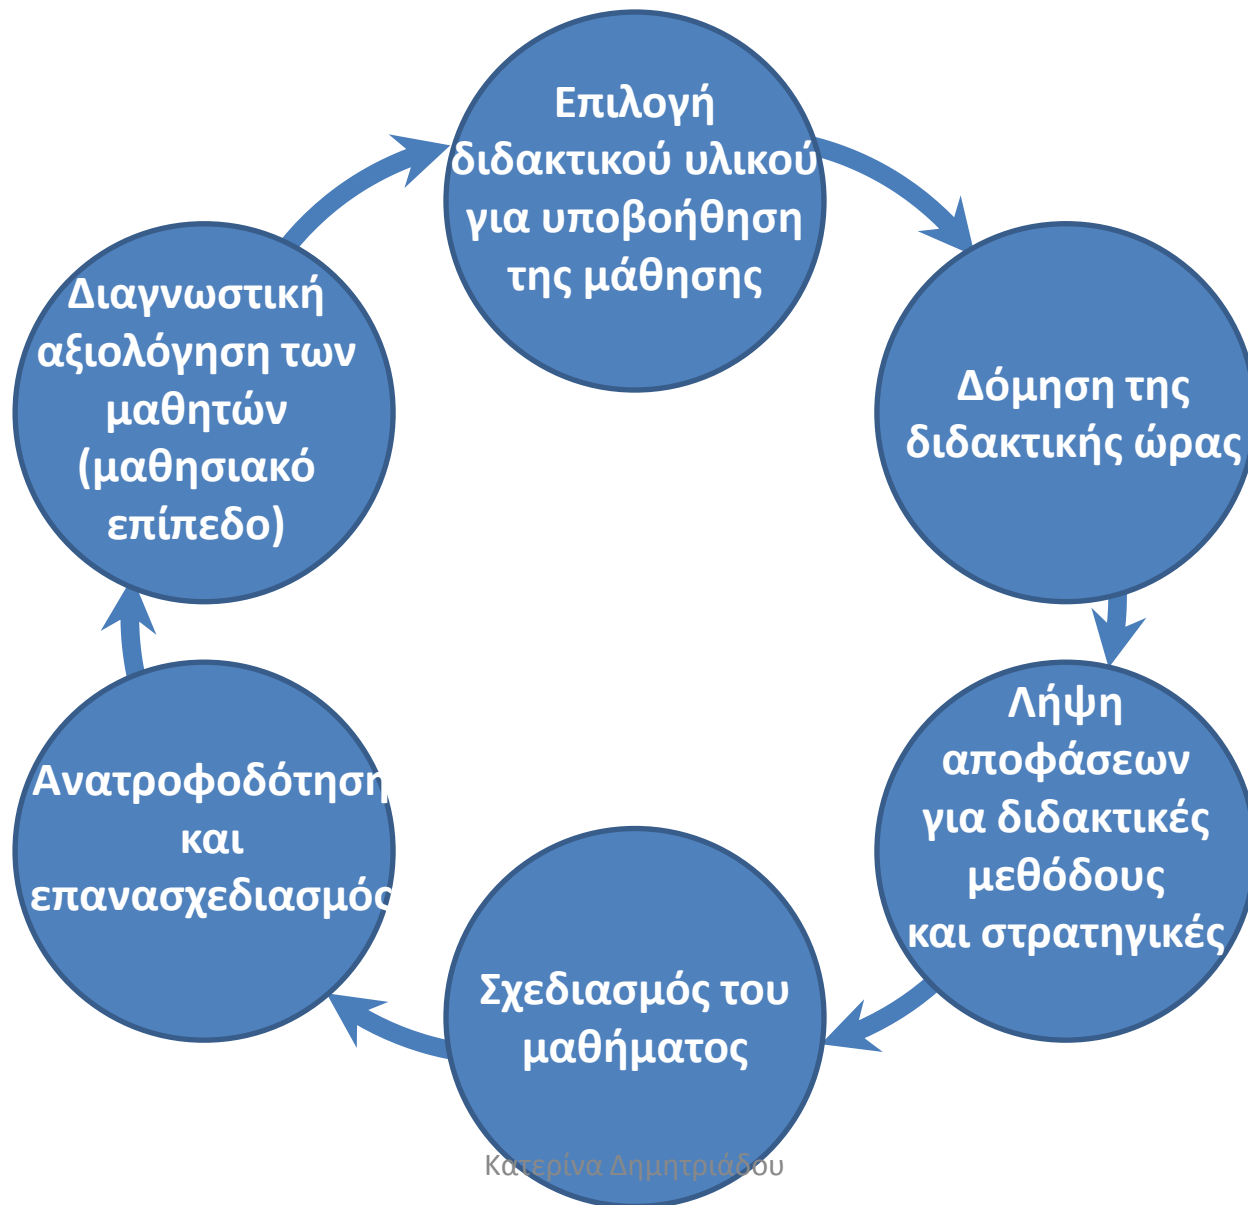 Επιλογή
διδακτικού υλικού
για υποβοήθηση
της μάθησης
Δόμηση της
διδακτικής ώρας
Λήψη
αποφάσεων
για διδακτικές
μεθόδους
και στρατηγικές
Σχεδιασμός του
μαθήματος
Ανατροφοδότηση
και
επανασχεδιασμός
Διαγνωστική
αξιολόγηση των
μαθητών
(μαθησιακό
επίπεδο)
Κατερίνα Δημητριάδου